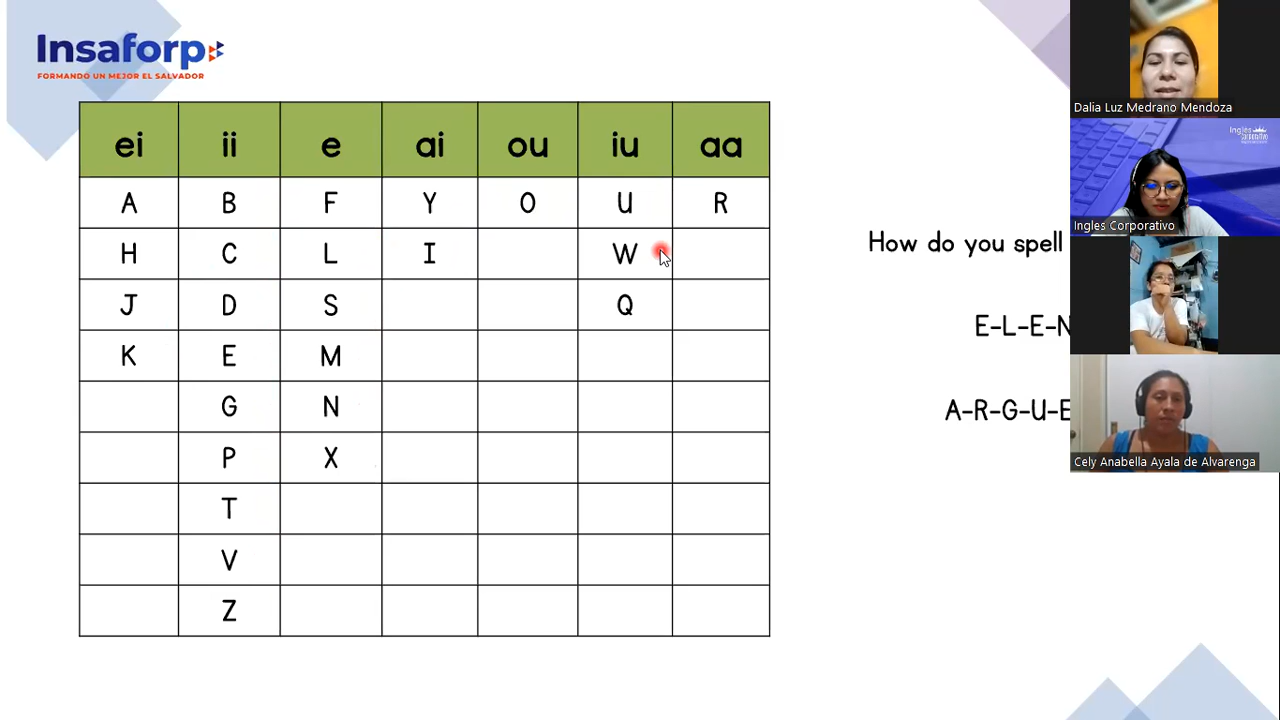 Insaforp
FORMANDO UN MEJOR EL SALVADOR
ei ii e ai ou iu aa
A B F Y O U R
H C L I W
J D S Q
K E M
G N
P X
T
V
Z
How do you spell
E-L-E-N
A-R-G-U-E
Dalia Luz Medrano Mendoza
Ingles Corporativo
Cely Anabella Ayala de Alvarenga